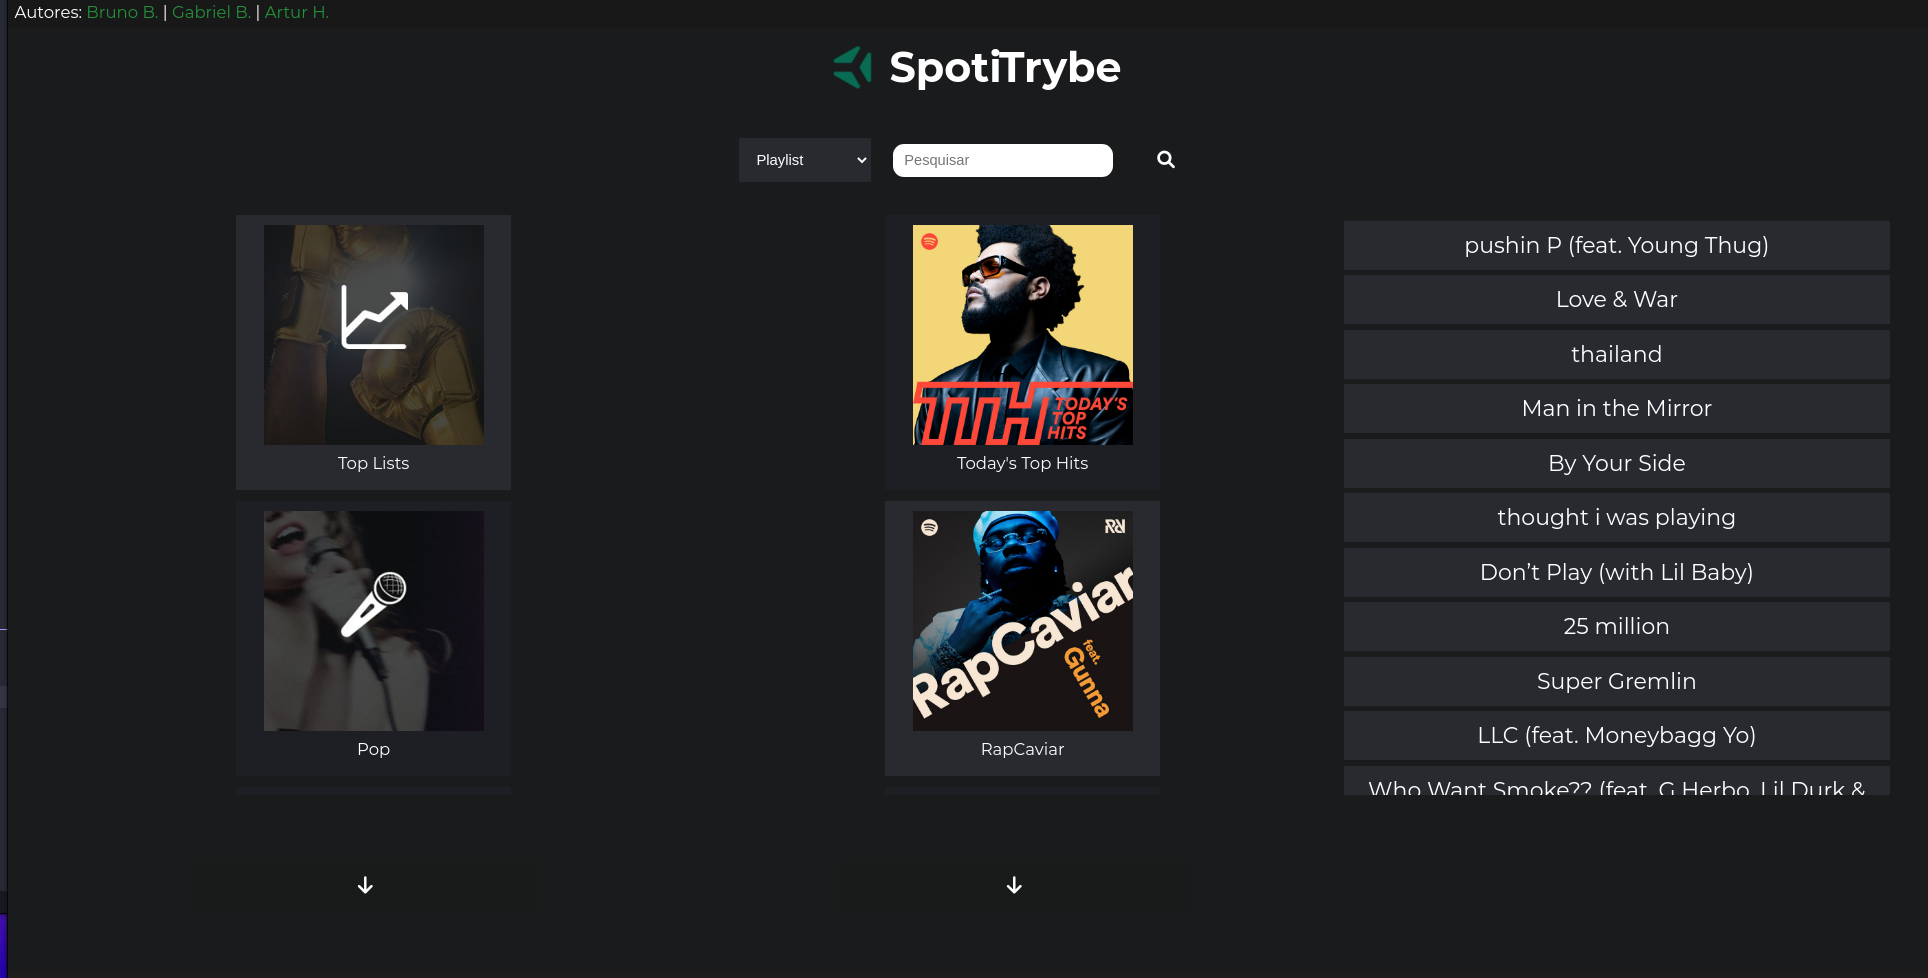 Autores: Bruno B. | Gabriel B. | Artur H.
SpotiTrybe
Playlist
Pesquisar
Top Lists
Pop
TTH
TODAY'S
TOP
HITS
Today's Top Hits
RapCaviar
feat.
Gunna
RapCaviar
pushin P (feat. Young Thug)
Love & War
thailand
Man in the Mirror
By Your Side
thought i was playing
Don’t Play (with Lil Baby)
25 million
Super Gremlin
LLC (feat. Moneybagg Yo)
Who Want Smoke?? (feat. G Herbo, Lil Durk &